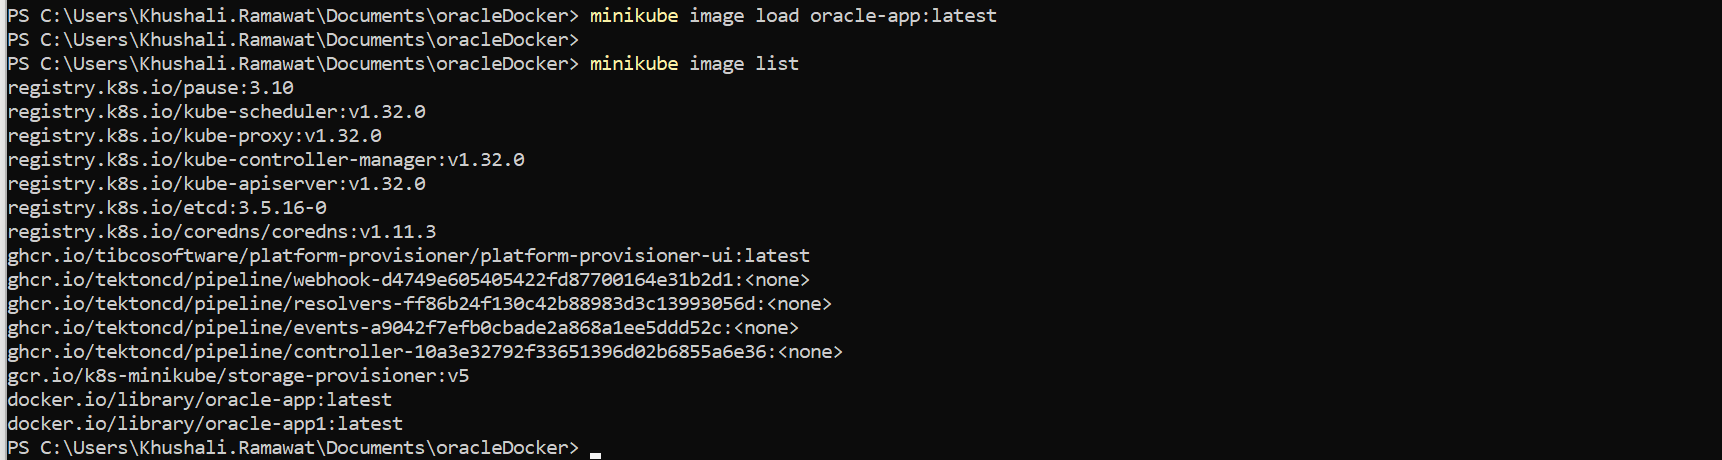 PS C:\Users\Khushali.Ramawat\Documents\oracleDocker> minikube image load oracle-app:latest
PS C:\Users\Khushali.Ramawat\Documents\oracleDocker>
PS C:\Users\Khushali.Ramawat\Documents\oracleDocker> minikube image list
registry.k8s.io/pause:3.10
registry.k8s.io/kube-scheduler:v1.32.0
registry.k8s.io/kube-proxy:v1.32.0
registry.k8s.io/kube-controller-manager:v1.32.0
registry.k8s.io/kube-apiserver:v1.32.0
registry.k8s.io/etcd:3.5.16-0
registry.k8s.io/coredns/coredns:v1.11.3
ghcr.io/tibcosoftware/platform-provisioner/platform-provisioner-ui:latest
ghcr.io/tektoncd/pipeline/webhook-d4749e605405422fd87700164e31b2d1:<none>
ghcr.io/tektoncd/pipeline/resolvers-ff86b24f130c42b88983d3c13993056d:<none>
ghcr.io/tektoncd/pipeline/events-a9042f7efb0cbade2a868a1ee5ddd52c:<none>
ghcr.io/tektoncd/pipeline/controller-10a3e32792f33651396d02b6855a6e36:<none>
gcr.io/k8s-minikube/storage-provisioner:v5
docker.io/library/oracle-app:latest
docker.io/library/oracle-app1:latest
PS C:\Users\Khushali.Ramawat\Documents\oracleDocker>